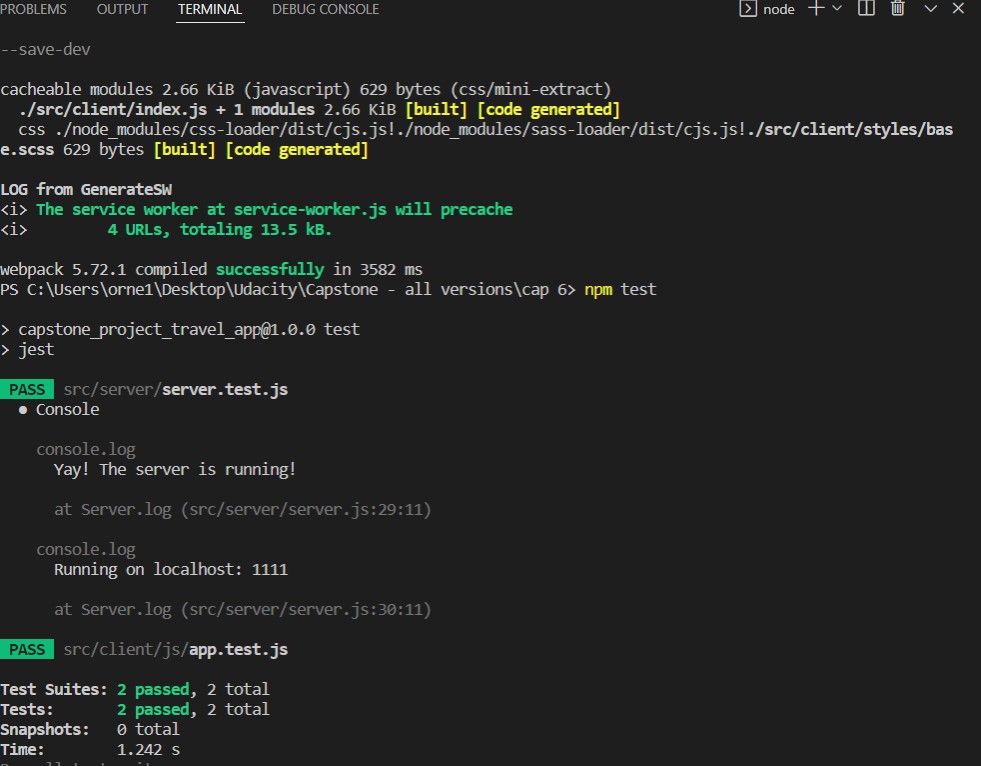 PROBLEMS OUTPUT TERMINAL DEBUG CONSOLE node
--save-dev
cacheable modules 2.66 KiB (javascript) 629 bytes (css/mini-extract)
./src/client/index.js + 1 modules 2.66 KiB [built] [code generated]
css ./node_modules/css-loader/dist/cjs.js!./node_modules/sass-loader/dist/cjs.js!./src/client/styles/bas
e.scss 629 bytes [built] [code generated]
LOG from GenerateSW
<i> The service worker at service-worker.js will precache
<i> 4 URLs, totaling 13.5 kB.
webpack 5.72.1 compiled successfully in 3582 ms
PS C:\Users\orne1\Desktop\Udacity\Capstone - all versions\cap 6> npm test
> capstone_project_travel_app@1.0.0 test
> jest
PASS src/server/server.test.js
● Console
console.log
Yay! The server is running!
at Server.log (src/server/server.js:29:11)
console.log
Running on localhost: 1111
at Server.log (src/server/server.js:30:11)
PASS src/client/js/app.test.js
Test Suites: 2 passed, 2 total
Tests: 2 passed, 2 total
Snapshots: 0 total
Time: 1.242 s